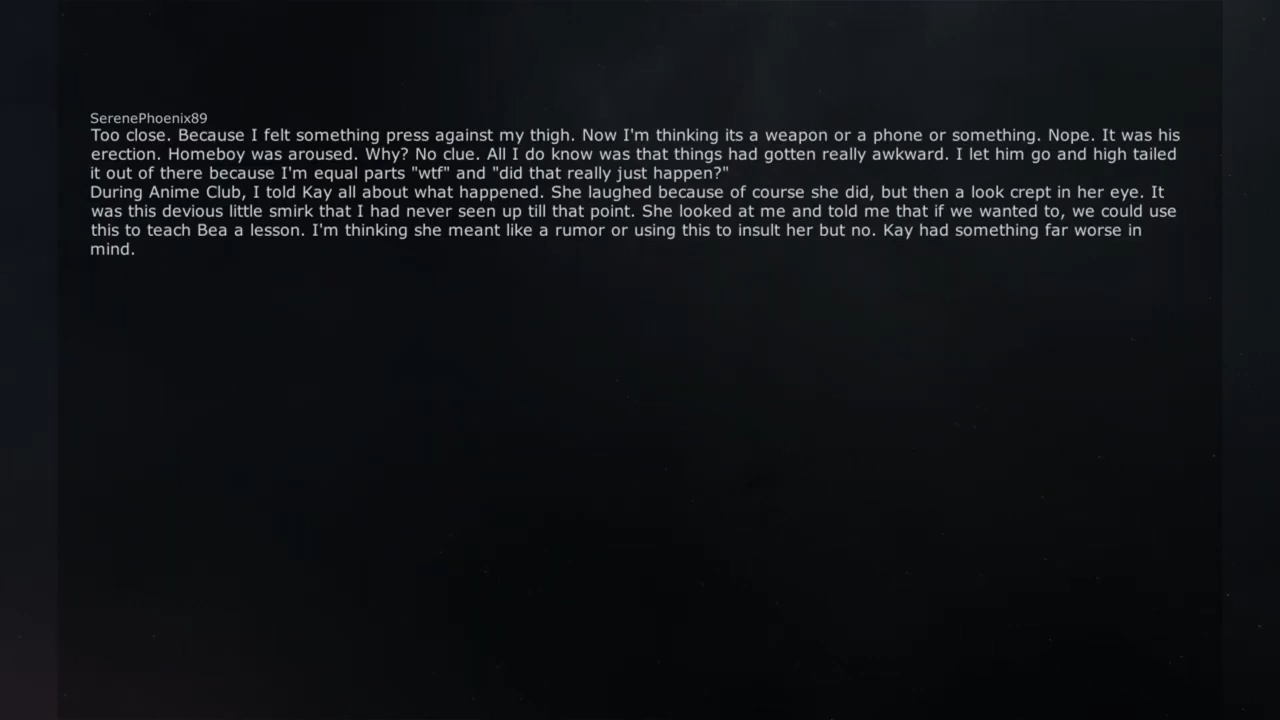 SerenePhoenix89
Too close. Because I felt something press against my thigh. Now I'm thinking its a weapon or a phone or something. Nope. It was his
erection. Homeboy was aroused. Why? No clue. All I do know was that things had gotten really awkward. I let him go and high tailed
it out of there because I'm equal parts "wtf" and "did that really just happen?"
During Anime Club, I told Kay all about what happened. She laughed because of course she did, but then a look crept in her eye. It
was this devious little smirk that I had never seen up till that point. She looked at me and told me that if we wanted to, we could use
this to teach Bea a lesson. I'm thinking she meant like a rumor or using this to insult her but no. Kay had something far worse in
mind.